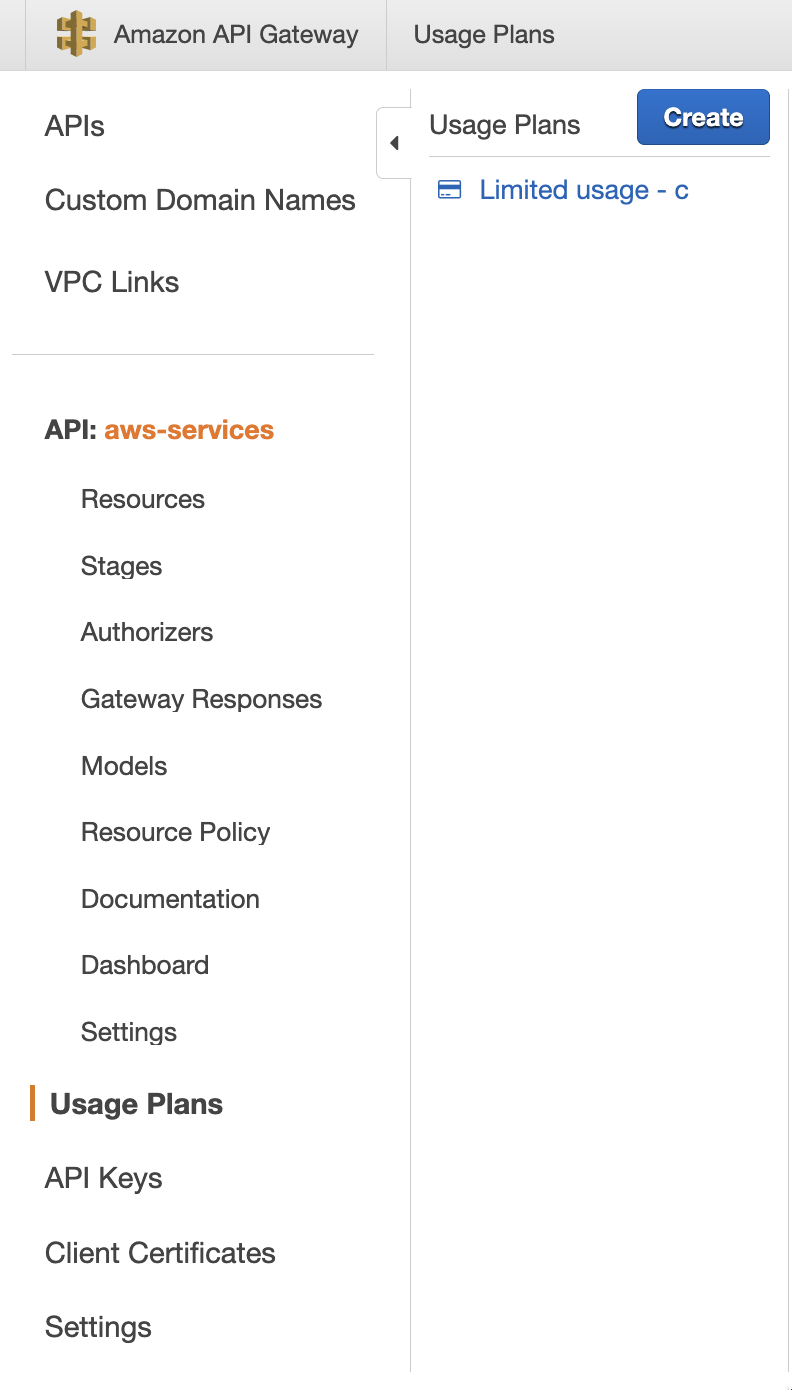 Amazon API Gateway
Usage Plans
APIs
Custom Domain Names
VPC Links
API: aws-services
Resources
Stages
Authorizers
Gateway Responses
Models
Resource Policy
Documentation
Dashboard
Settings
Usage Plans
API Keys
Client Certificates
Settings
Usage Plans
Create
Limited usage - c